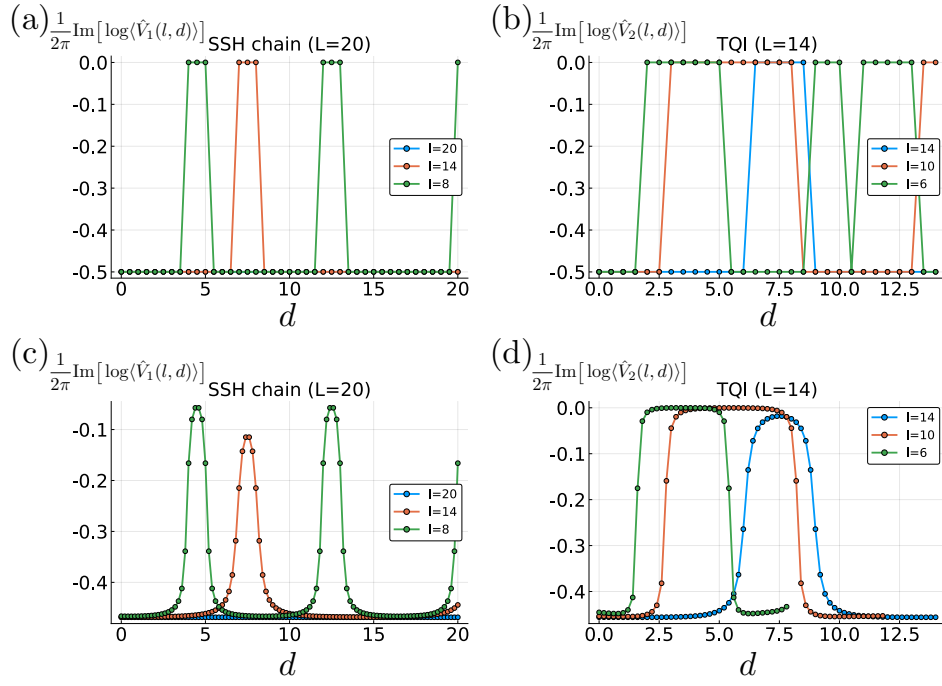 (a) 1/2π Im[log⟨V̂₁(l, d)⟩]
SSH chain (L=20)
0.0
-0.1
-0.2
-0.3
-0.4
-0.5
l=20
l=14
l=8
0 5 10 15 20
d
(b) 1/2π Im[log⟨V̂₂(l, d)⟩]
TQI (L=14)
0.0
-0.1
-0.2
-0.3
-0.4
-0.5
l=14
l=10
l=6
0.0 2.5 5.0 7.5 10.0 12.5
d
(c) 1/2π Im[log⟨V̂₁(l, d)⟩]
SSH chain (L=20)
-0.1
-0.2
-0.3
-0.4
l=20
l=14
l=8
0 5 10 15 20
d
(d) 1/2π Im[log⟨V̂₂(l, d)⟩]
TQI (L=14)
0.0
-0.1
-0.2
-0.3
-0.4
l=14
l=10
l=6
0.0 2.5 5.0 7.5 10.0 12.5
d